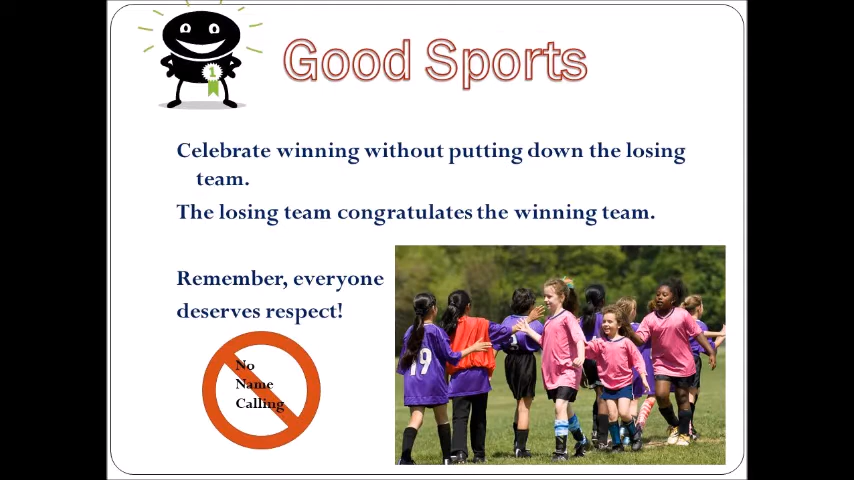 1
Good Sports
Celebrate winning without putting down the losing
team.
The losing team congratulates the winning team.
Remember, everyone
deserves respect!
No
Name
Calling
19